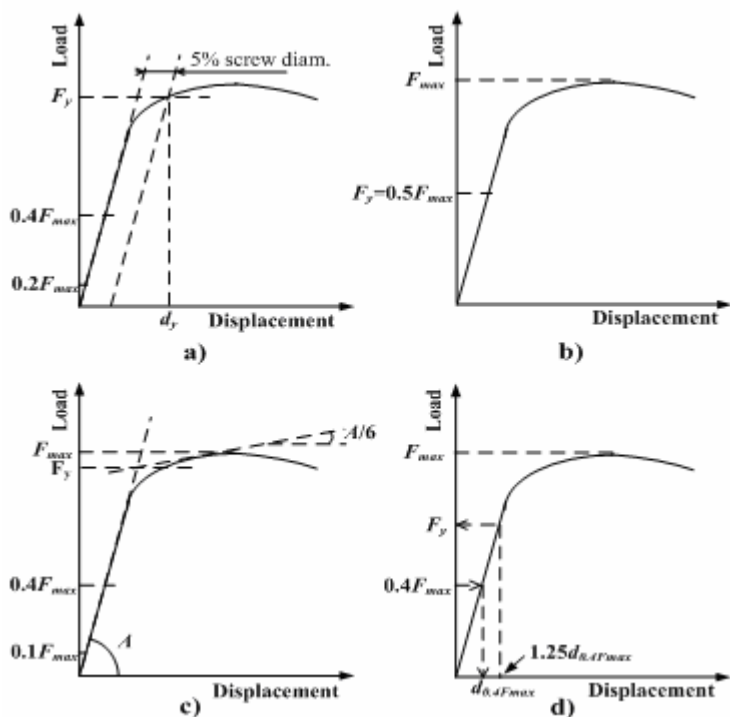 Load
5% screw diam.
F_y
0.4F_max
0.2F_max
d_y
Displacement
a)
Load
F_max
F_y=0.5F_max
Displacement
b)
Load
A/6
F_max
F_y
0.4F_max
0.1F_max
A
Displacement
c)
Load
F_max
F_y
0.4F_max
1.25d_0.4Fmax
d_0.4Fmax
Displacement
d)